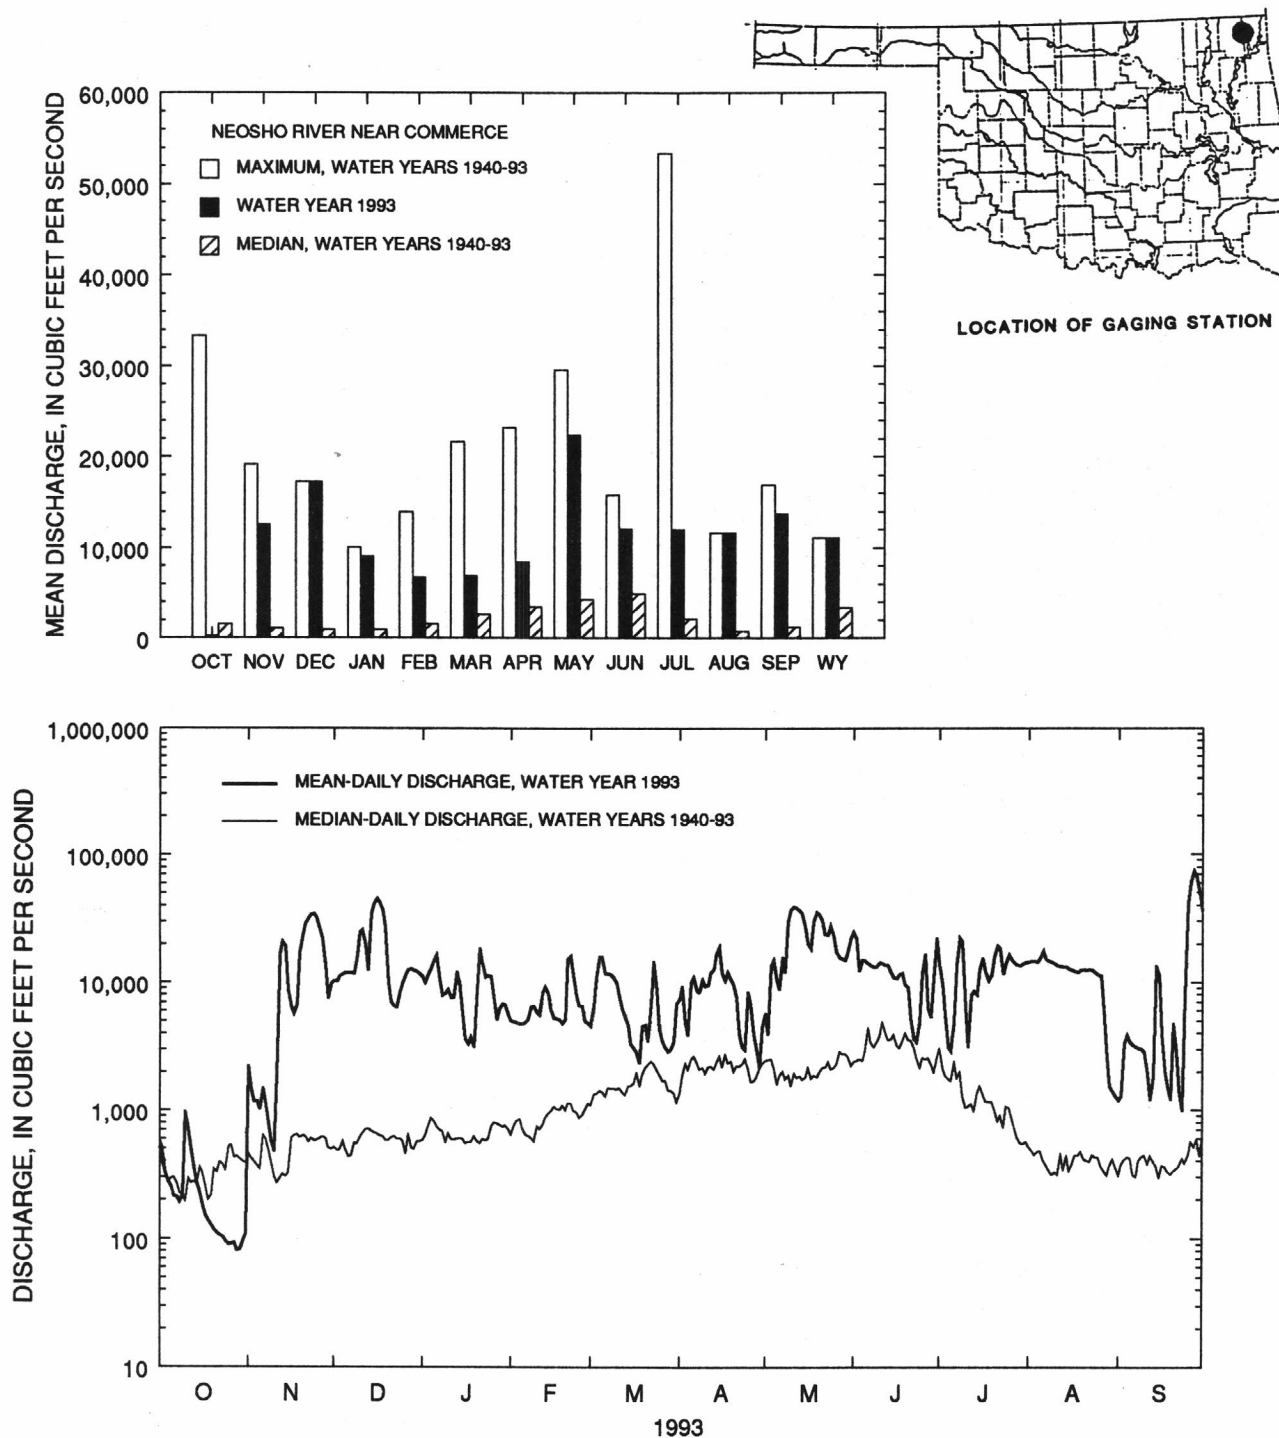 60,000
50,000
40,000
30,000
20,000
10,000
0
MEAN DISCHARGE, IN CUBIC FEET PER SECOND
NEOSHO RIVER NEAR COMMERCE
MAXIMUM, WATER YEARS 1940-93
WATER YEAR 1993
MEDIAN, WATER YEARS 1940-93
OCT NOV DEC JAN FEB MAR APR MAY JUN JUL AUG SEP WY
LOCATION OF GAGING STATION
1,000,000
100,000
10,000
1,000
100
10
DISCHARGE, IN CUBIC FEET PER SECOND
MEAN-DAILY DISCHARGE, WATER YEAR 1993
MEDIAN-DAILY DISCHARGE, WATER YEARS 1940-93
O N D J F M A M J J A S
1993